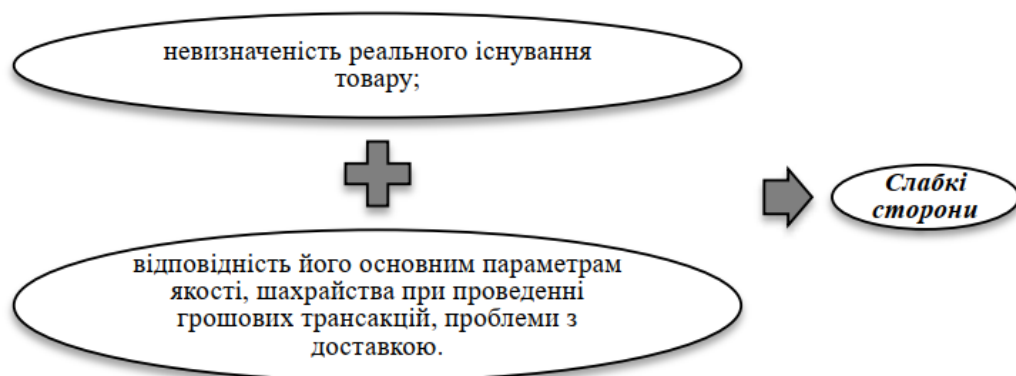 невизначеність реального існування
товару;
Слабкі
сторони
відповідність його основним параметрам
якості, шахрайства при проведенні
грошових трансакцій, проблеми з
доставкою.